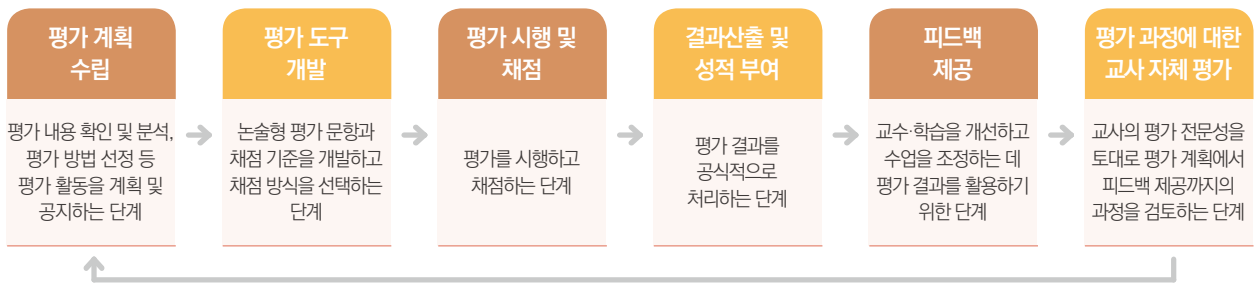 평가 계획
수립
평가 내용 확인 및 분석,
평가 방법 선정 등
평가 활동을 계획 및
공지하는 단계
평가 도구
개발
논술형 평가 문항과
채점 기준을 개발하고
채점 방식을 선택하는
단계
평가 시행 및
채점
평가를 시행하고
채점하는 단계
결과산출 및
성적 부여
평가 결과를
공식적으로
처리하는 단계
피드백
제공
교수·학습을 개선하고
수업을 조정하는 데
평가 결과를 활용하기
위한 단계
평가 과정에 대한
교사 자체 평가
교사의 평가 전문성을
토대로 평가 계획에서
피드백 제공까지의
과정을 검토하는 단계